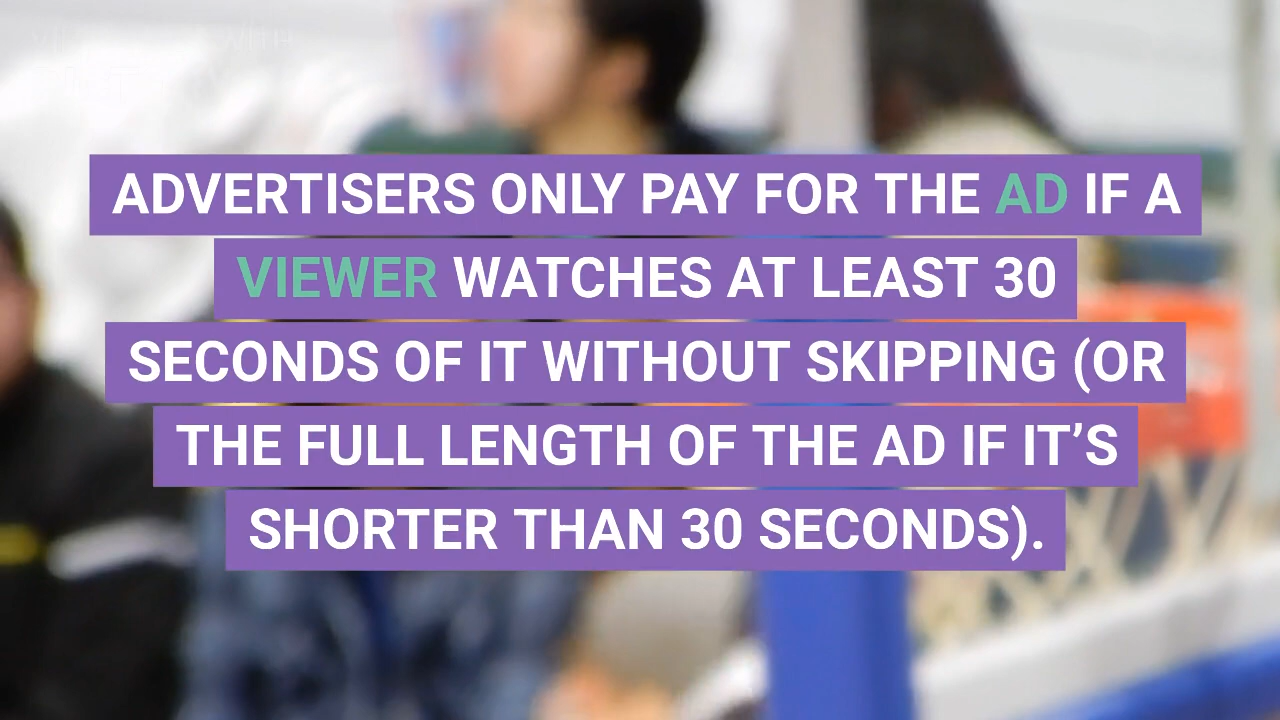 ADVERTISERS ONLY PAY FOR THE AD IF A
VIEWER WATCHES AT LEAST 30
SECONDS OF IT WITHOUT SKIPPING (OR
THE FULL LENGTH OF THE AD IF IT’S
SHORTER THAN 30 SECONDS).